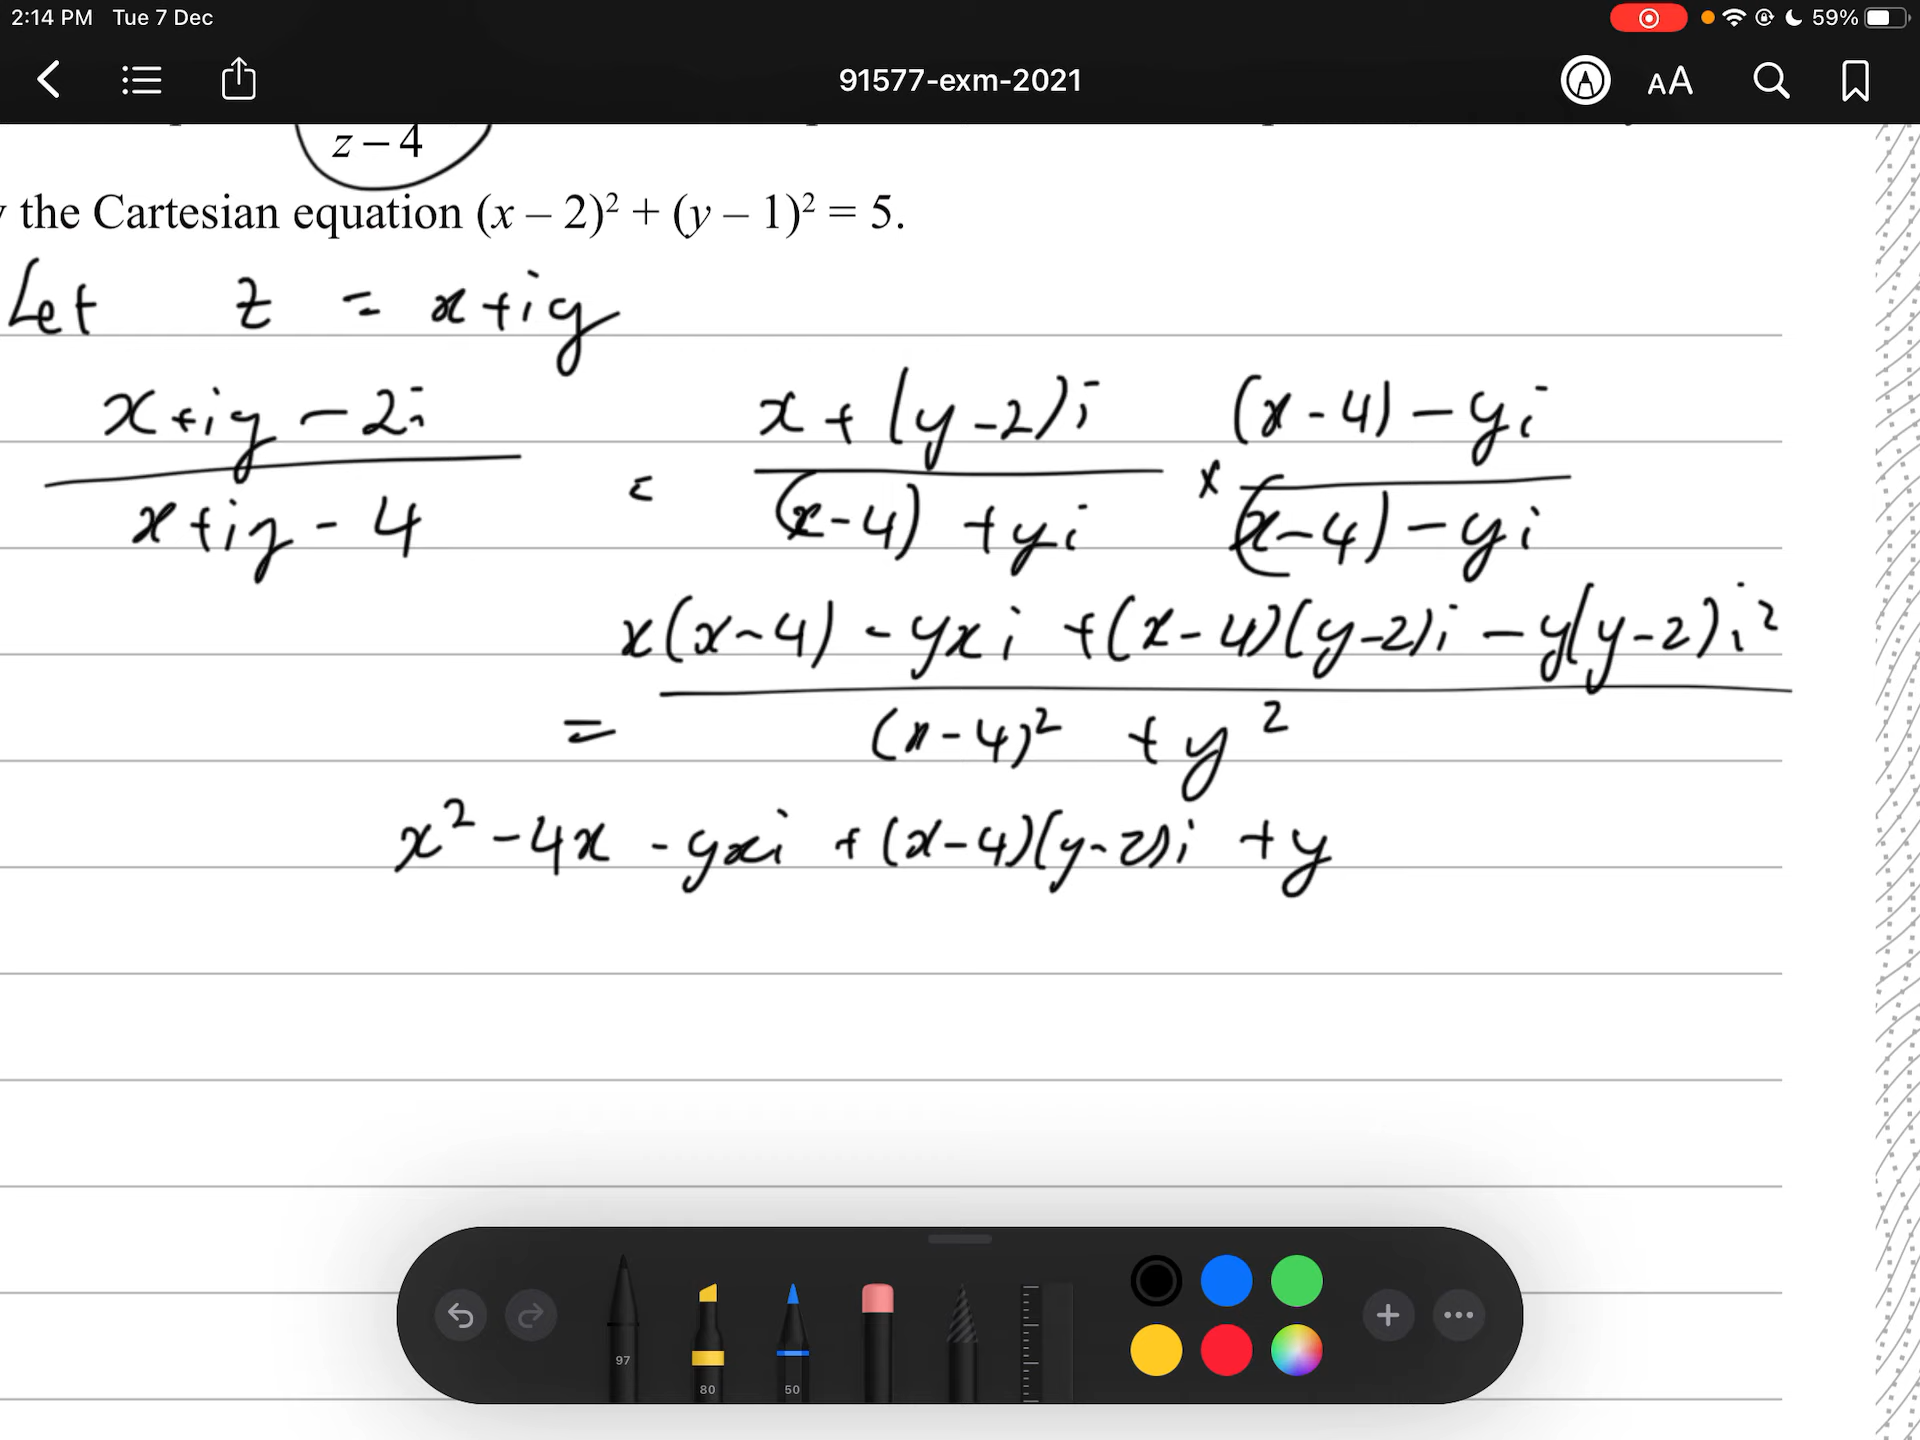 2:14 PM Tue 7 Dec 59%
91577-exm-2021 AA
z – 4
the Cartesian equation (x – 2)² + (y – 1)² = 5.
Let z = x+iy
x+iy – 2i = x + (y – 2)i × (x – 4) – yi
x+iy – 4 (x – 4) + yi (x – 4) – yi
x(x – 4) – yxi + (x – 4)(y – 2)i – y(y – 2)i²
= (x – 4)² + y²
x² – 4x – yxi + (x – 4)(y – 2)i + y
97 80 50